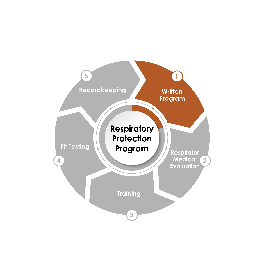 1
Written
Program
2
Respirator
Medical
Evaluation
3
Training
4
Fit Testing
5
Recordkeeping
Respiratory
Protection
Program